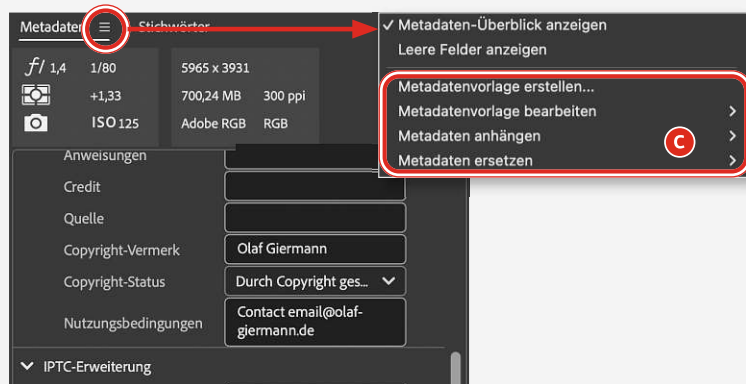 Metadaten
Stichwörter
f/ 1,4 1/80
+1,33
ISO 125
5965 x 3931
700,24 MB 300 ppi
Adobe RGB RGB
✓ Metadaten-Überblick anzeigen
Leere Felder anzeigen
Metadatenvorlage erstellen...
Metadatenvorlage bearbeiten >
Metadaten anhängen >
Metadaten ersetzen >
C
Anweisungen
Credit
Quelle
Copyright-Vermerk Olaf Giermann
Copyright-Status Durch Copyright ges...
Nutzungsbedingungen Contact email@olaf-
giermann.de
IPTC-Erweiterung